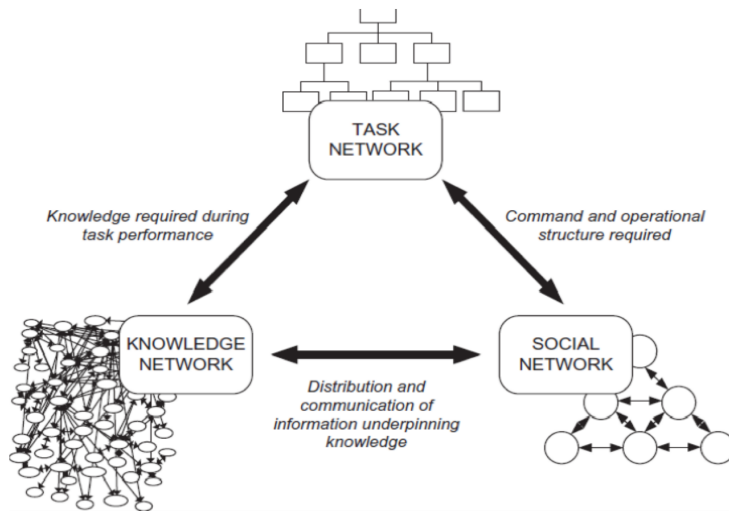 TASK
NETWORK
Knowledge required during
task performance
Command and operational
structure required
KNOWLEDGE
NETWORK
SOCIAL
NETWORK
Distribution and
communication of
information underpinning
knowledge